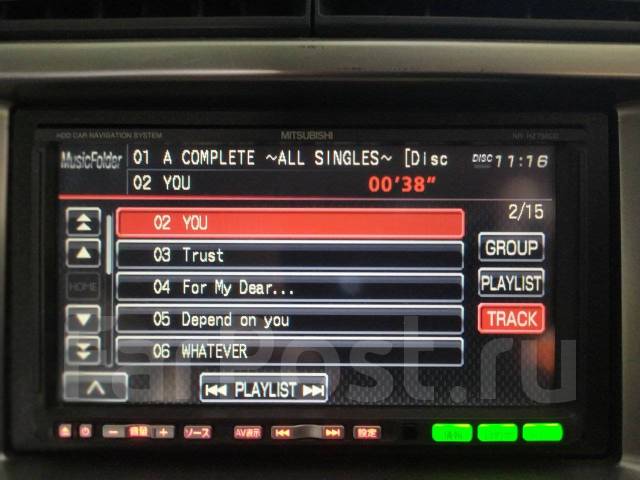 HDD CAR NAVIGATION SYSTEM
MITSUBISHI
MusicFolder
01 A COMPLETE ~ALL SINGLES~ [Disc
DISC 11:16
02 YOU
00'38"
2/15
02 YOU
03 Trust
04 For My Dear...
05 Depend on you
06 WHATEVER
HOME
GROUP
PLAYLIST
TRACK
PLAYLIST
音量
ソース
AV表示
設定
KarPost.ru